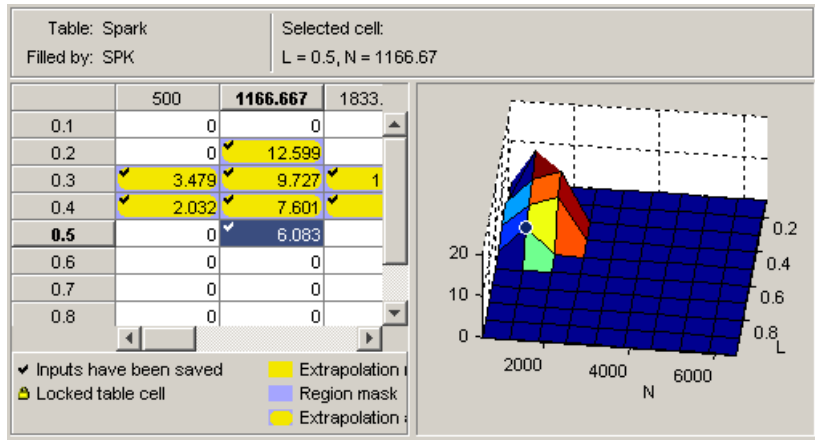 Table: Spark
Filled by: SPK
Selected cell:
L = 0.5, N = 1166.67
500 1166.667 1833.
0.1 0 0
0.2 0 12.599
0.3 3.479 9.727 1
0.4 2.032 7.601
0.5 0 6.083
0.6 0 0
0.7 0 0
0.8 0 0
Inputs have been saved
Locked table cell
Extrapolation
Region mask
Extrapolation
20
10
0
2000
4000
6000
N
0.2
0.4
0.6
0.8
L